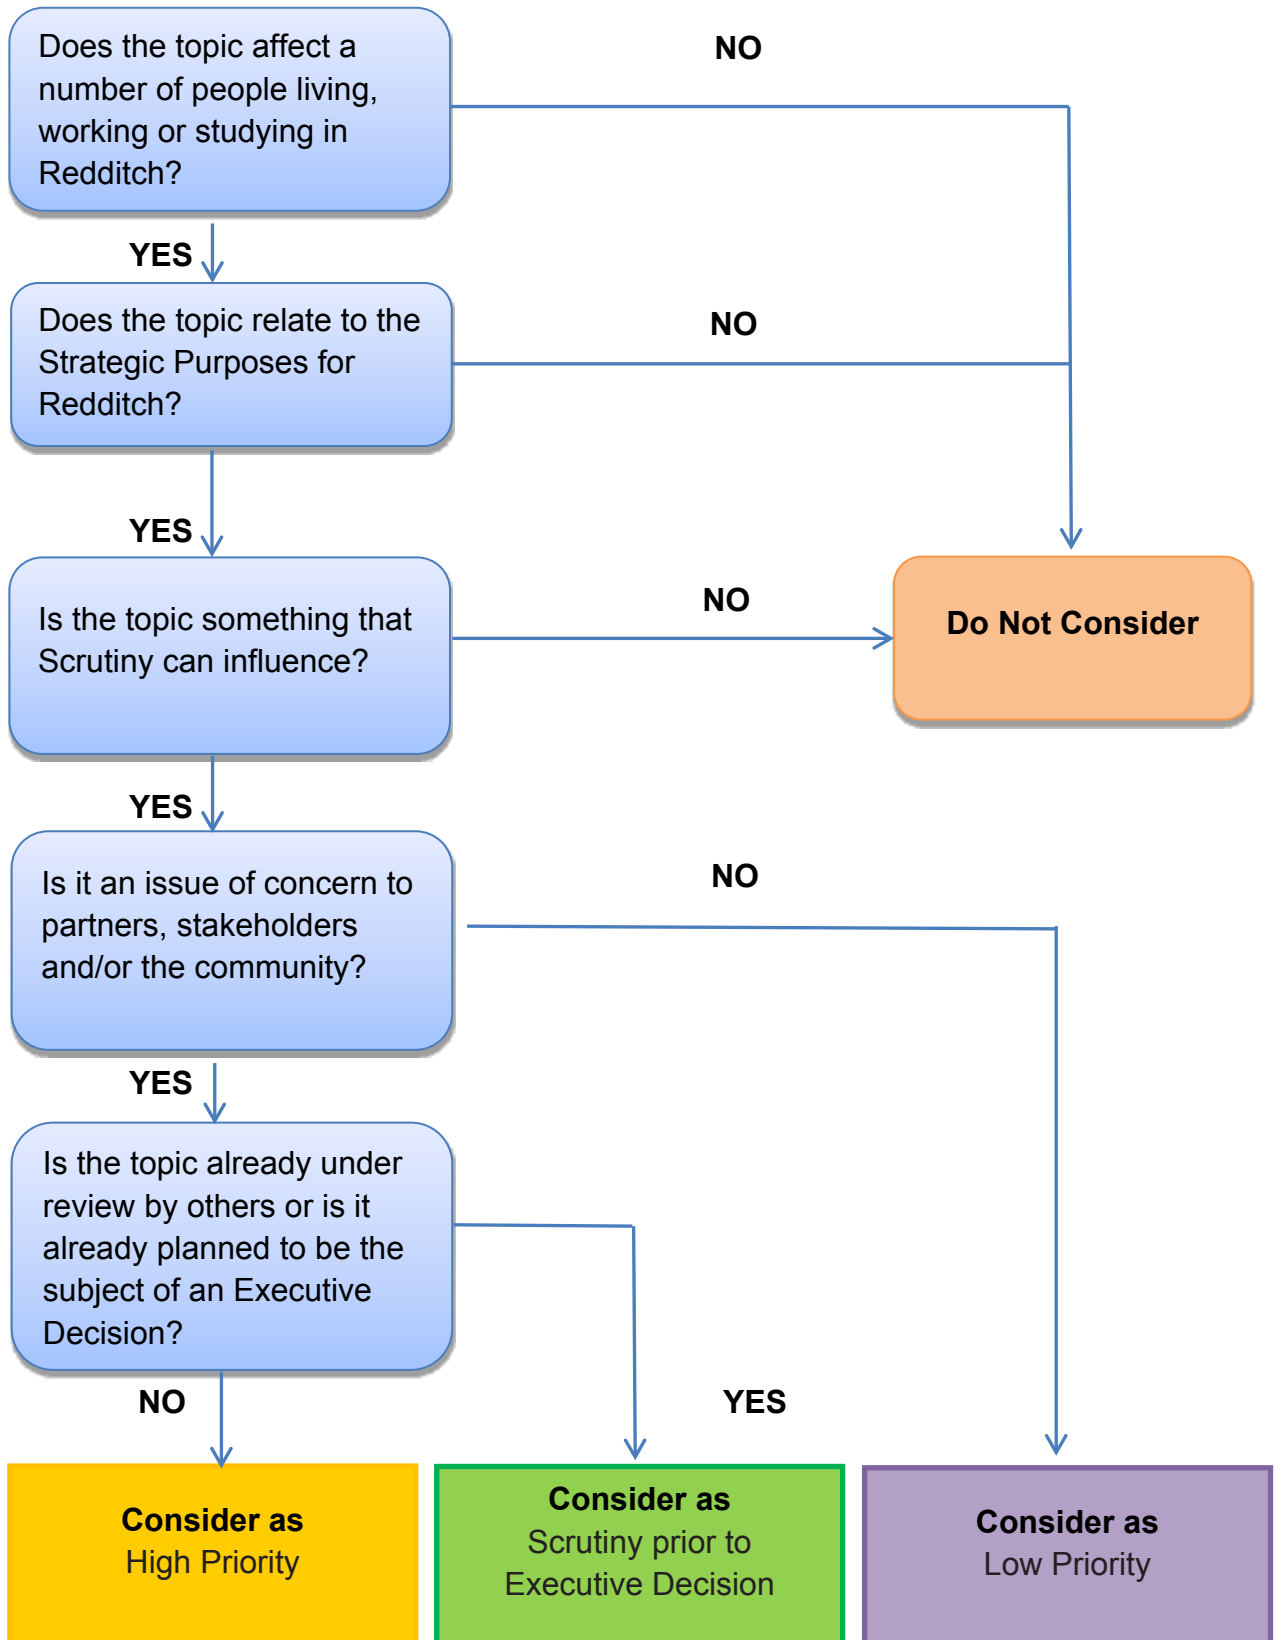 Does the topic affect a
number of people living,
working or studying in
Redditch?
NO
YES
Does the topic relate to the
Strategic Purposes for
Redditch?
NO
YES
Is the topic something that
Scrutiny can influence?
NO
Do Not Consider
YES
Is it an issue of concern to
partners, stakeholders
and/or the community?
NO
YES
Is the topic already under
review by others or is it
already planned to be the
subject of an Executive
Decision?
NO
YES
Consider as
High Priority
Consider as
Scrutiny prior to
Executive Decision
Consider as
Low Priority